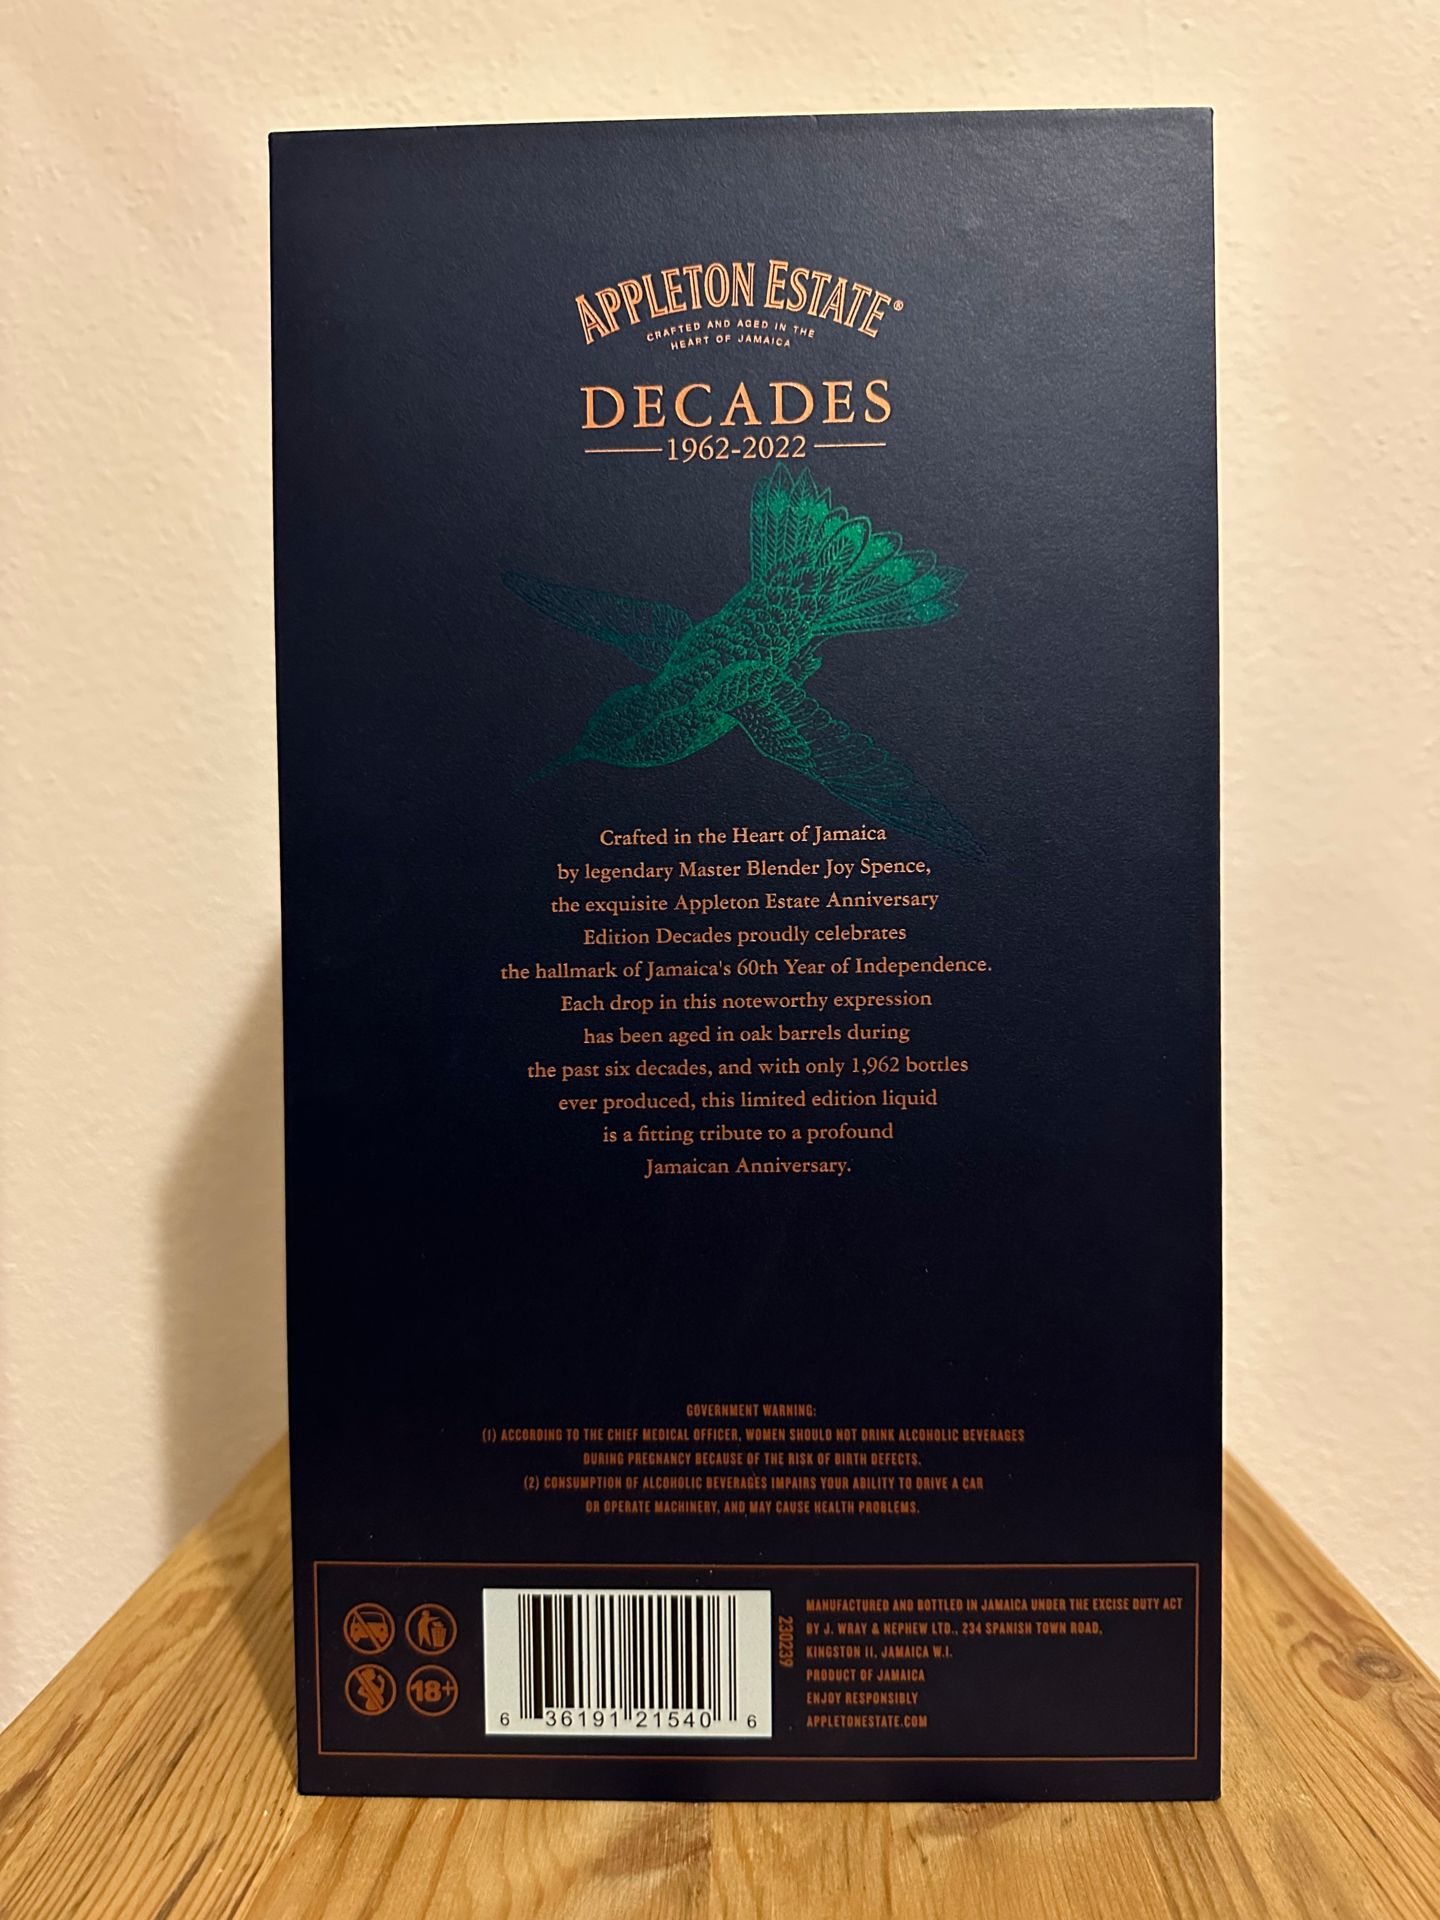 APPLETON ESTATE®
CRAFTED AND AGED IN THE
HEART OF JAMAICA
DECADES
1962-2022
Crafted in the Heart of Jamaica
by legendary Master Blender Joy Spence,
the exquisite Appleton Estate Anniversary
Edition Decades proudly celebrates
the hallmark of Jamaica's 60th Year of Independence.
Each drop in this noteworthy expression
has been aged in oak barrels during
the past six decades, and with only 1,962 bottles
ever produced, this limited edition liquid
is a fitting tribute to a profound
Jamaican Anniversary.
GOVERNMENT WARNING:
(1) ACCORDING TO THE CHIEF MEDICAL OFFICER, WOMEN SHOULD NOT DRINK ALCOHOLIC BEVERAGES
DURING PREGNANCY BECAUSE OF THE RISK OF BIRTH DEFECTS.
(2) CONSUMPTION OF ALCOHOLIC BEVERAGES IMPAIRS YOUR ABILITY TO DRIVE A CAR
OR OPERATE MACHINERY, AND MAY CAUSE HEALTH PROBLEMS.
18+
6 36191 21540 6
230239
MANUFACTURED AND BOTTLED IN JAMAICA UNDER THE EXCISE DUTY ACT
BY J. WRAY & NEPHEW LTD., 234 SPANISH TOWN ROAD,
KINGSTON 11, JAMAICA W.I.
PRODUCT OF JAMAICA
ENJOY RESPONSIBLY
APPLETONESTATE.COM